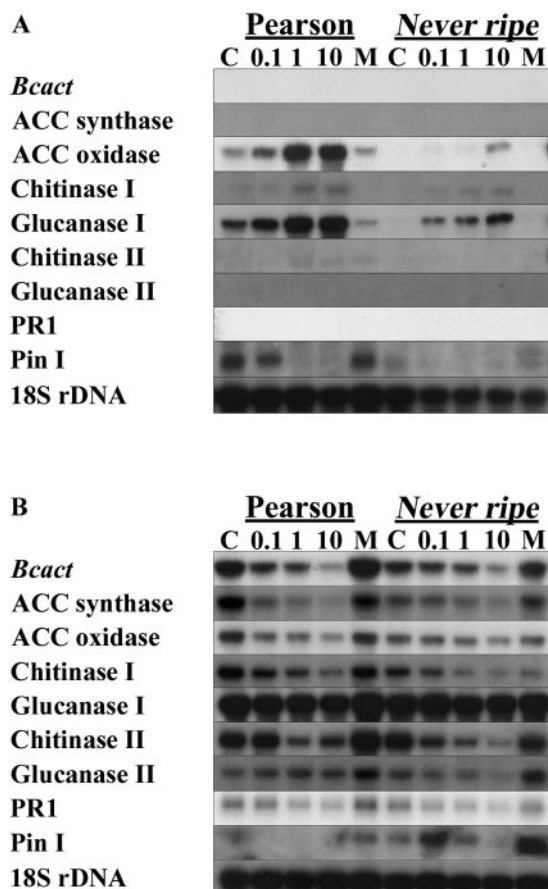 A
Pearson Never ripe
C 0.1 1 10 M C 0.1 1 10 M
Bcact
ACC synthase
ACC oxidase
Chitinase I
Glucanase I
Chitinase II
Glucanase II
PR1
Pin I
18S rDNA
B
Pearson Never ripe
C 0.1 1 10 M C 0.1 1 10 M
Bcact
ACC synthase
ACC oxidase
Chitinase I
Glucanase I
Chitinase II
Glucanase II
PR1
Pin I
18S rDNA